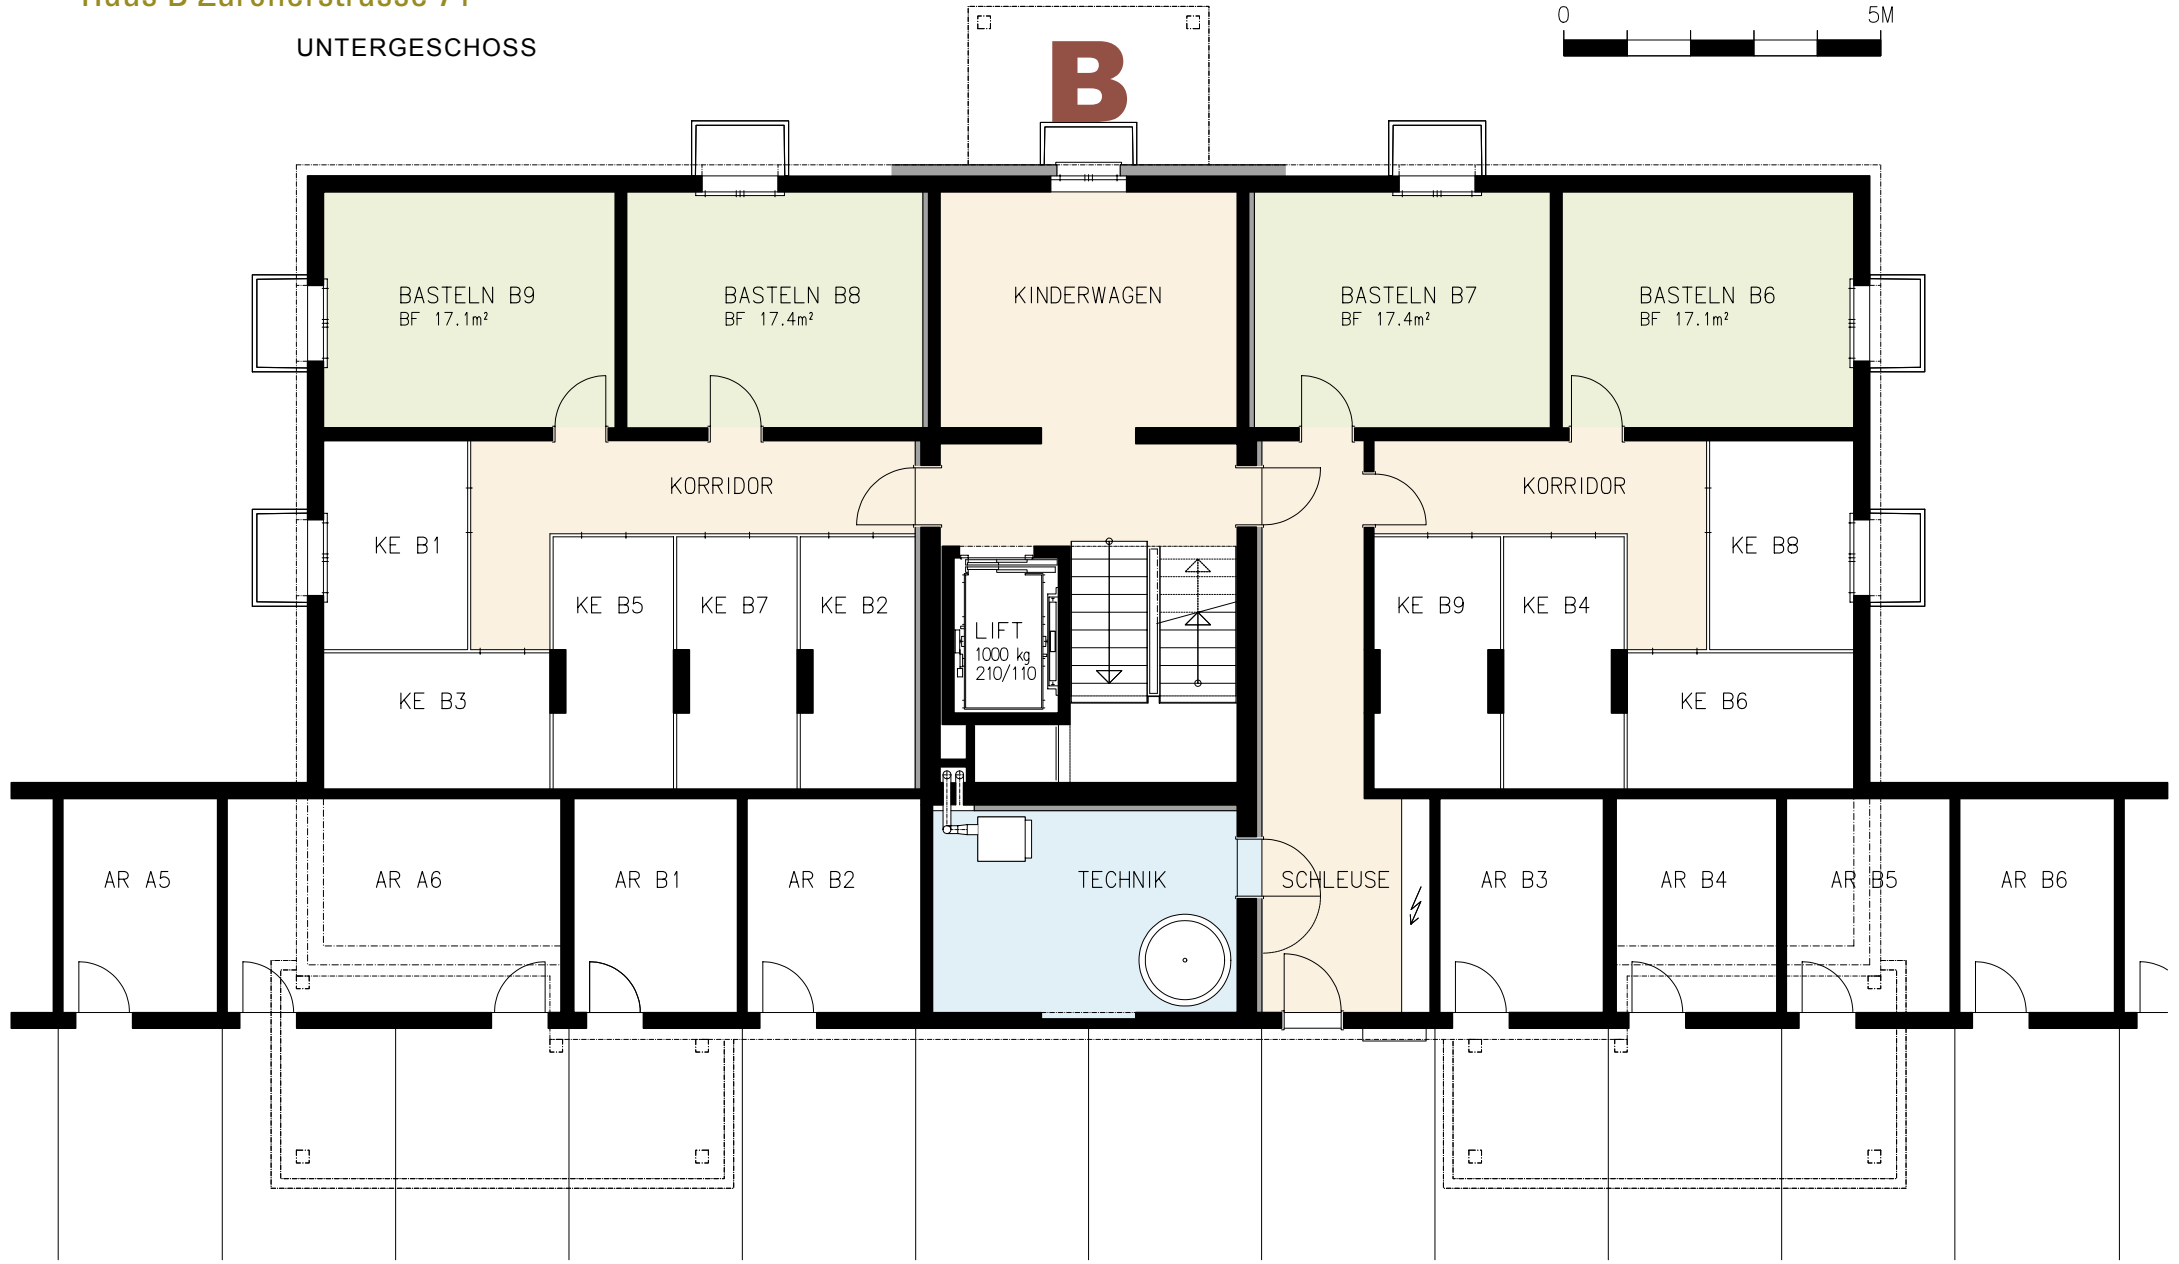 Haus B Zürcherstrasse 71
UNTERGESCHOSS
0 5M
B
BASTELN B9
BF 17.1m²
BASTELN B8
BF 17.4m²
KINDERWAGEN
BASTELN B7
BF 17.4m²
BASTELN B6
BF 17.1m²
KORRIDOR
KORRIDOR
KE B1
KE B8
KE B5
KE B7
KE B2
KE B9
KE B4
LIFT
1000 kg
210/110
KE B3
KE B6
AR A5
AR A6
AR B1
AR B2
TECHNIK
SCHLEUSE
AR B3
AR B4
AR B5
AR B6